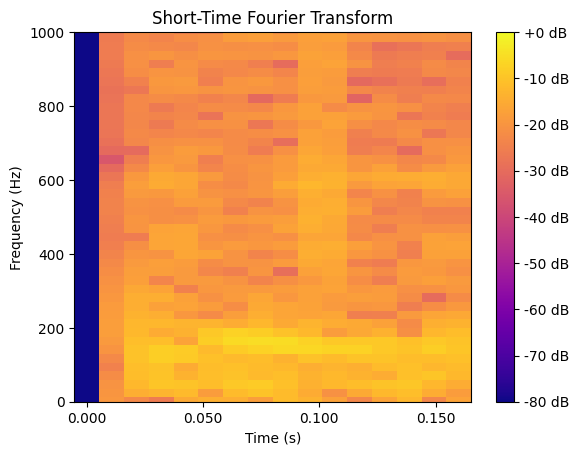 Short-Time Fourier Transform
Frequency (Hz)
1000
800
600
400
200
0
0.000
0.050
0.100
0.150
Time (s)
+0 dB
-10 dB
-20 dB
-30 dB
-40 dB
-50 dB
-60 dB
-70 dB
-80 dB